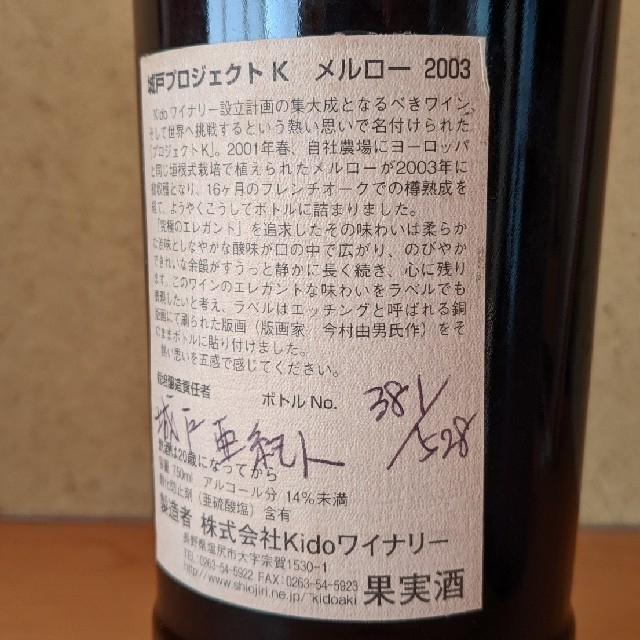 城戸プロジェクトK メルロー 2003
Kidoワイナリー設立計画の集大成となるべきワイン、
そして世界へ挑戦するという熱い思いで名付けられた
「プロジェクトK」。2001年春、自社農場にヨーロッパ
と同じ垣根式栽培で植えられたメルローが2003年に
初収穫となり、16ヶ月のフレンチオークでの樽熟成を
経て、ようやくこうしてボトルに詰まりました。
「究極のエレガント」を追求したその味わいは柔らか
な苦味としなやかな酸味が口の中で広がり、のびやか
できれいな余韻がすうっと静かに長く続き、心に残り
ます。このワインのエレガントな味わいをラベルでも
表現したいと考え、ラベルはエッチングと呼ばれる銅
版画にて刷られた版画（版画家 今村由男氏作）をそ
のままボトルに貼り付けました。
熱い思いを五感で感じてください。
栽培醸造責任者 ボトルNo. 381/528
城戸亜紀人
飲酒は20歳になってから
容量 750ml アルコール分 14%未満
酸化防止剤（亜硫酸塩）含有
製造者 株式会社Kidoワイナリー
長野県塩尻市大字宗賀1530-1
TEL:0263-54-5922 FAX:0263-54-5923
http://www.shiojiri.ne.jp/~kidoaki 果実酒